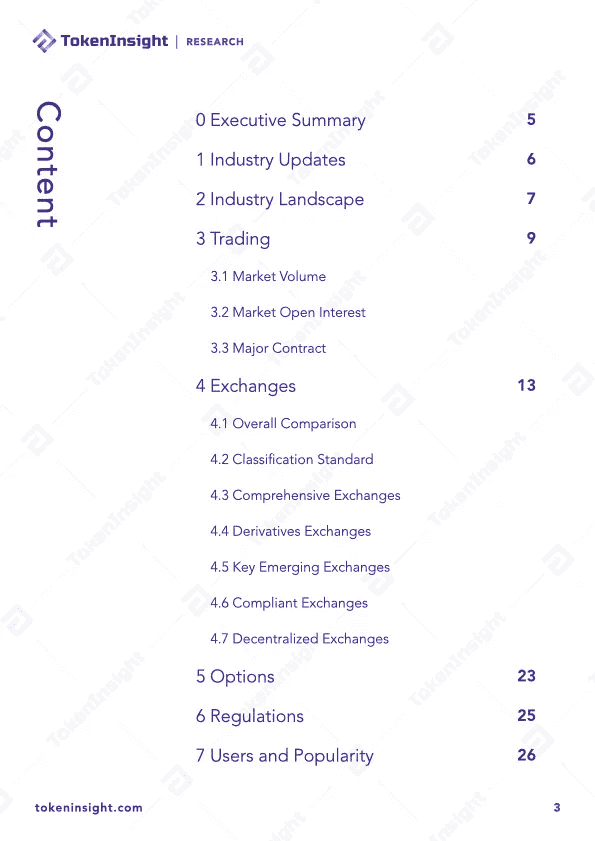 TokenInsight | RESEARCH
Content
0 Executive Summary 5
1 Industry Updates 6
2 Industry Landscape 7
3 Trading 9
3.1 Market Volume
3.2 Market Open Interest
3.3 Major Contract
4 Exchanges 13
4.1 Overall Comparison
4.2 Classification Standard
4.3 Comprehensive Exchanges
4.4 Derivatives Exchanges
4.5 Key Emerging Exchanges
4.6 Compliant Exchanges
4.7 Decentralized Exchanges
5 Options 23
6 Regulations 25
7 Users and Popularity 26
tokeninsight.com 3